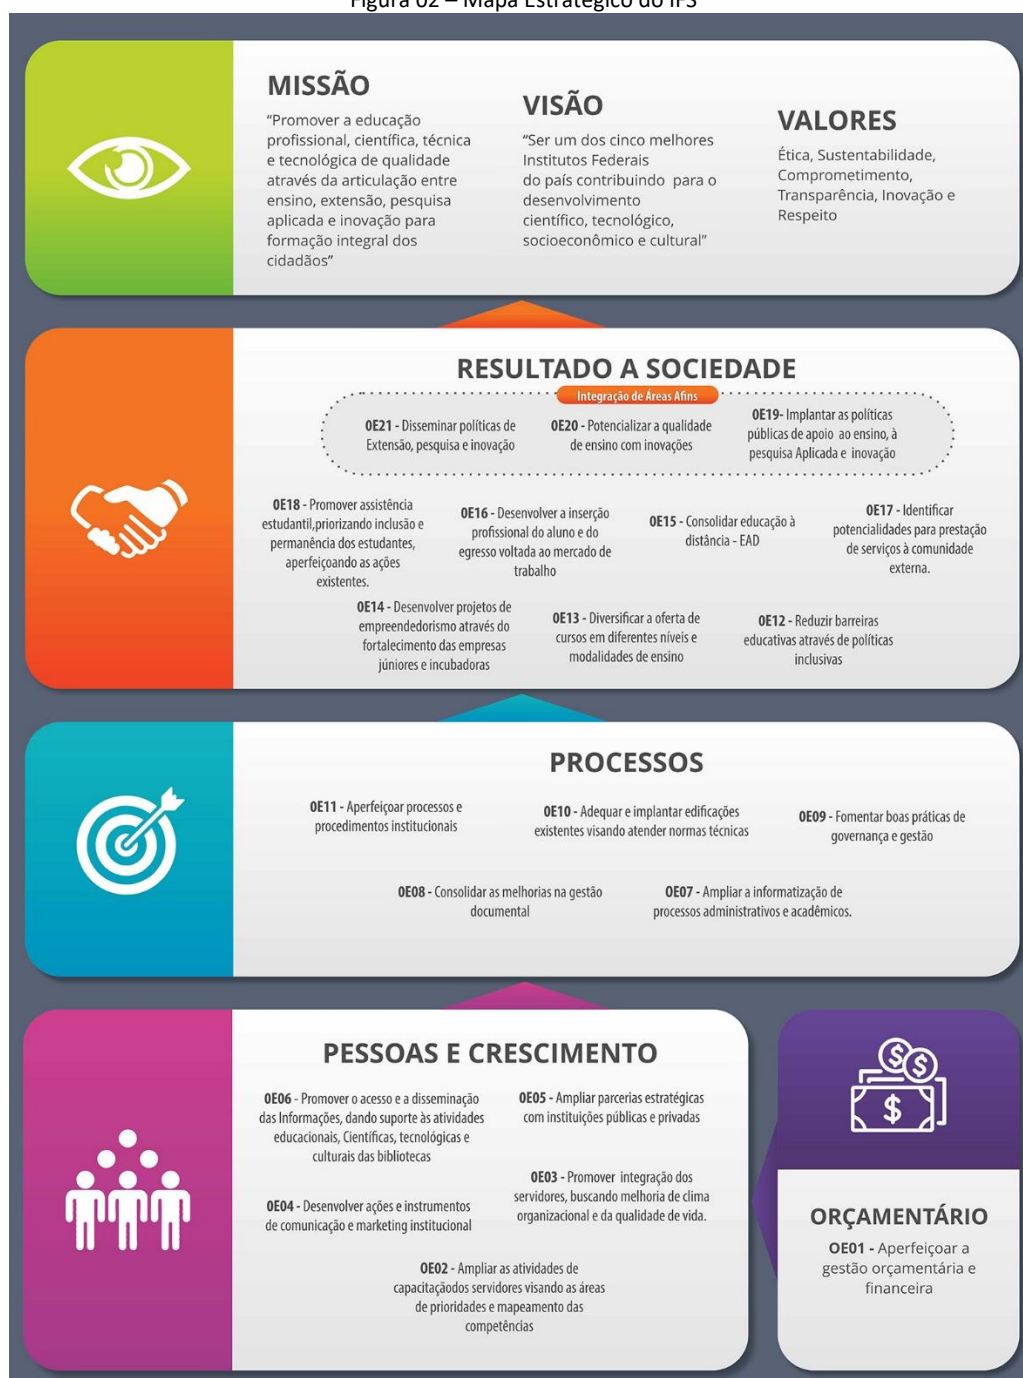 Figura 02 – Mapa Estratégico do IFS
MISSÃO
“Promover a educação
profissional, científica, técnica
e tecnológica de qualidade
através da articulação entre
ensino, extensão, pesquisa
aplicada e inovação para
formação integral dos
cidadãos”
VISÃO
“Ser um dos cinco melhores
Institutos Federais
do país contribuindo para o
desenvolvimento
científico, tecnológico,
socioeconômico e cultural”
VALORES
Ética, Sustentabilidade,
Comprometimento,
Transparência, Inovação e
Respeito
RESULTADO A SOCIEDADE
Integração de Áreas Afins
OE21 - Disseminar políticas de
Extensão, pesquisa e inovação
OE20 - Potencializar a qualidade
de ensino com inovações
OE19- Implantar as políticas
públicas de apoio ao ensino, à
pesquisa Aplicada e inovação
OE18 - Promover assistência
estudantil,priorizando inclusão e
permanência dos estudantes,
aperfeiçoando as ações
existentes.
OE16 - Desenvolver a inserção
profissional do aluno e do
egresso voltada ao mercado de
trabalho
OE15 - Consolidar educação à
distância - EAD
OE17 - Identificar
potencialidades para prestação
de serviços à comunidade
externa.
OE14 - Desenvolver projetos de
empreendedorismo através do
fortalecimento das empresas
júniores e incubadoras
OE13 - Diversificar a oferta de
cursos em diferentes níveis e
modalidades de ensino
OE12 - Reduzir barreiras
educativas através de políticas
inclusivas
PROCESSOS
OE11 - Aperfeiçoar processos e
procedimentos institucionais
OE10 - Adequar e implantar edificações
existentes visando atender normas técnicas
OE09 - Fomentar boas práticas de
governança e gestão
OE08 - Consolidar as melhorias na gestão
documental
OE07 - Ampliar a informatização de
processos administrativos e acadêmicos.
PESSOAS E CRESCIMENTO
OE06 - Promover o acesso e a disseminação
das Informações, dando suporte às atividades
educacionais, Científicas, tecnológicas e
culturais das bibliotecas
OE05 - Ampliar parcerias estratégicas
com instituições públicas e privadas
OE04 - Desenvolver ações e instrumentos
de comunicação e marketing institucional
OE03 - Promover integração dos
servidores, buscando melhoria de clima
organizacional e da qualidade de vida.
OE02 - Ampliar as atividades de
capacitaçãodos servidores visando as áreas
de prioridades e mapeamento das
competências
ORÇAMENTÁRIO
OE01 - Aperfeiçoar a
gestão orçamentária e
financeira